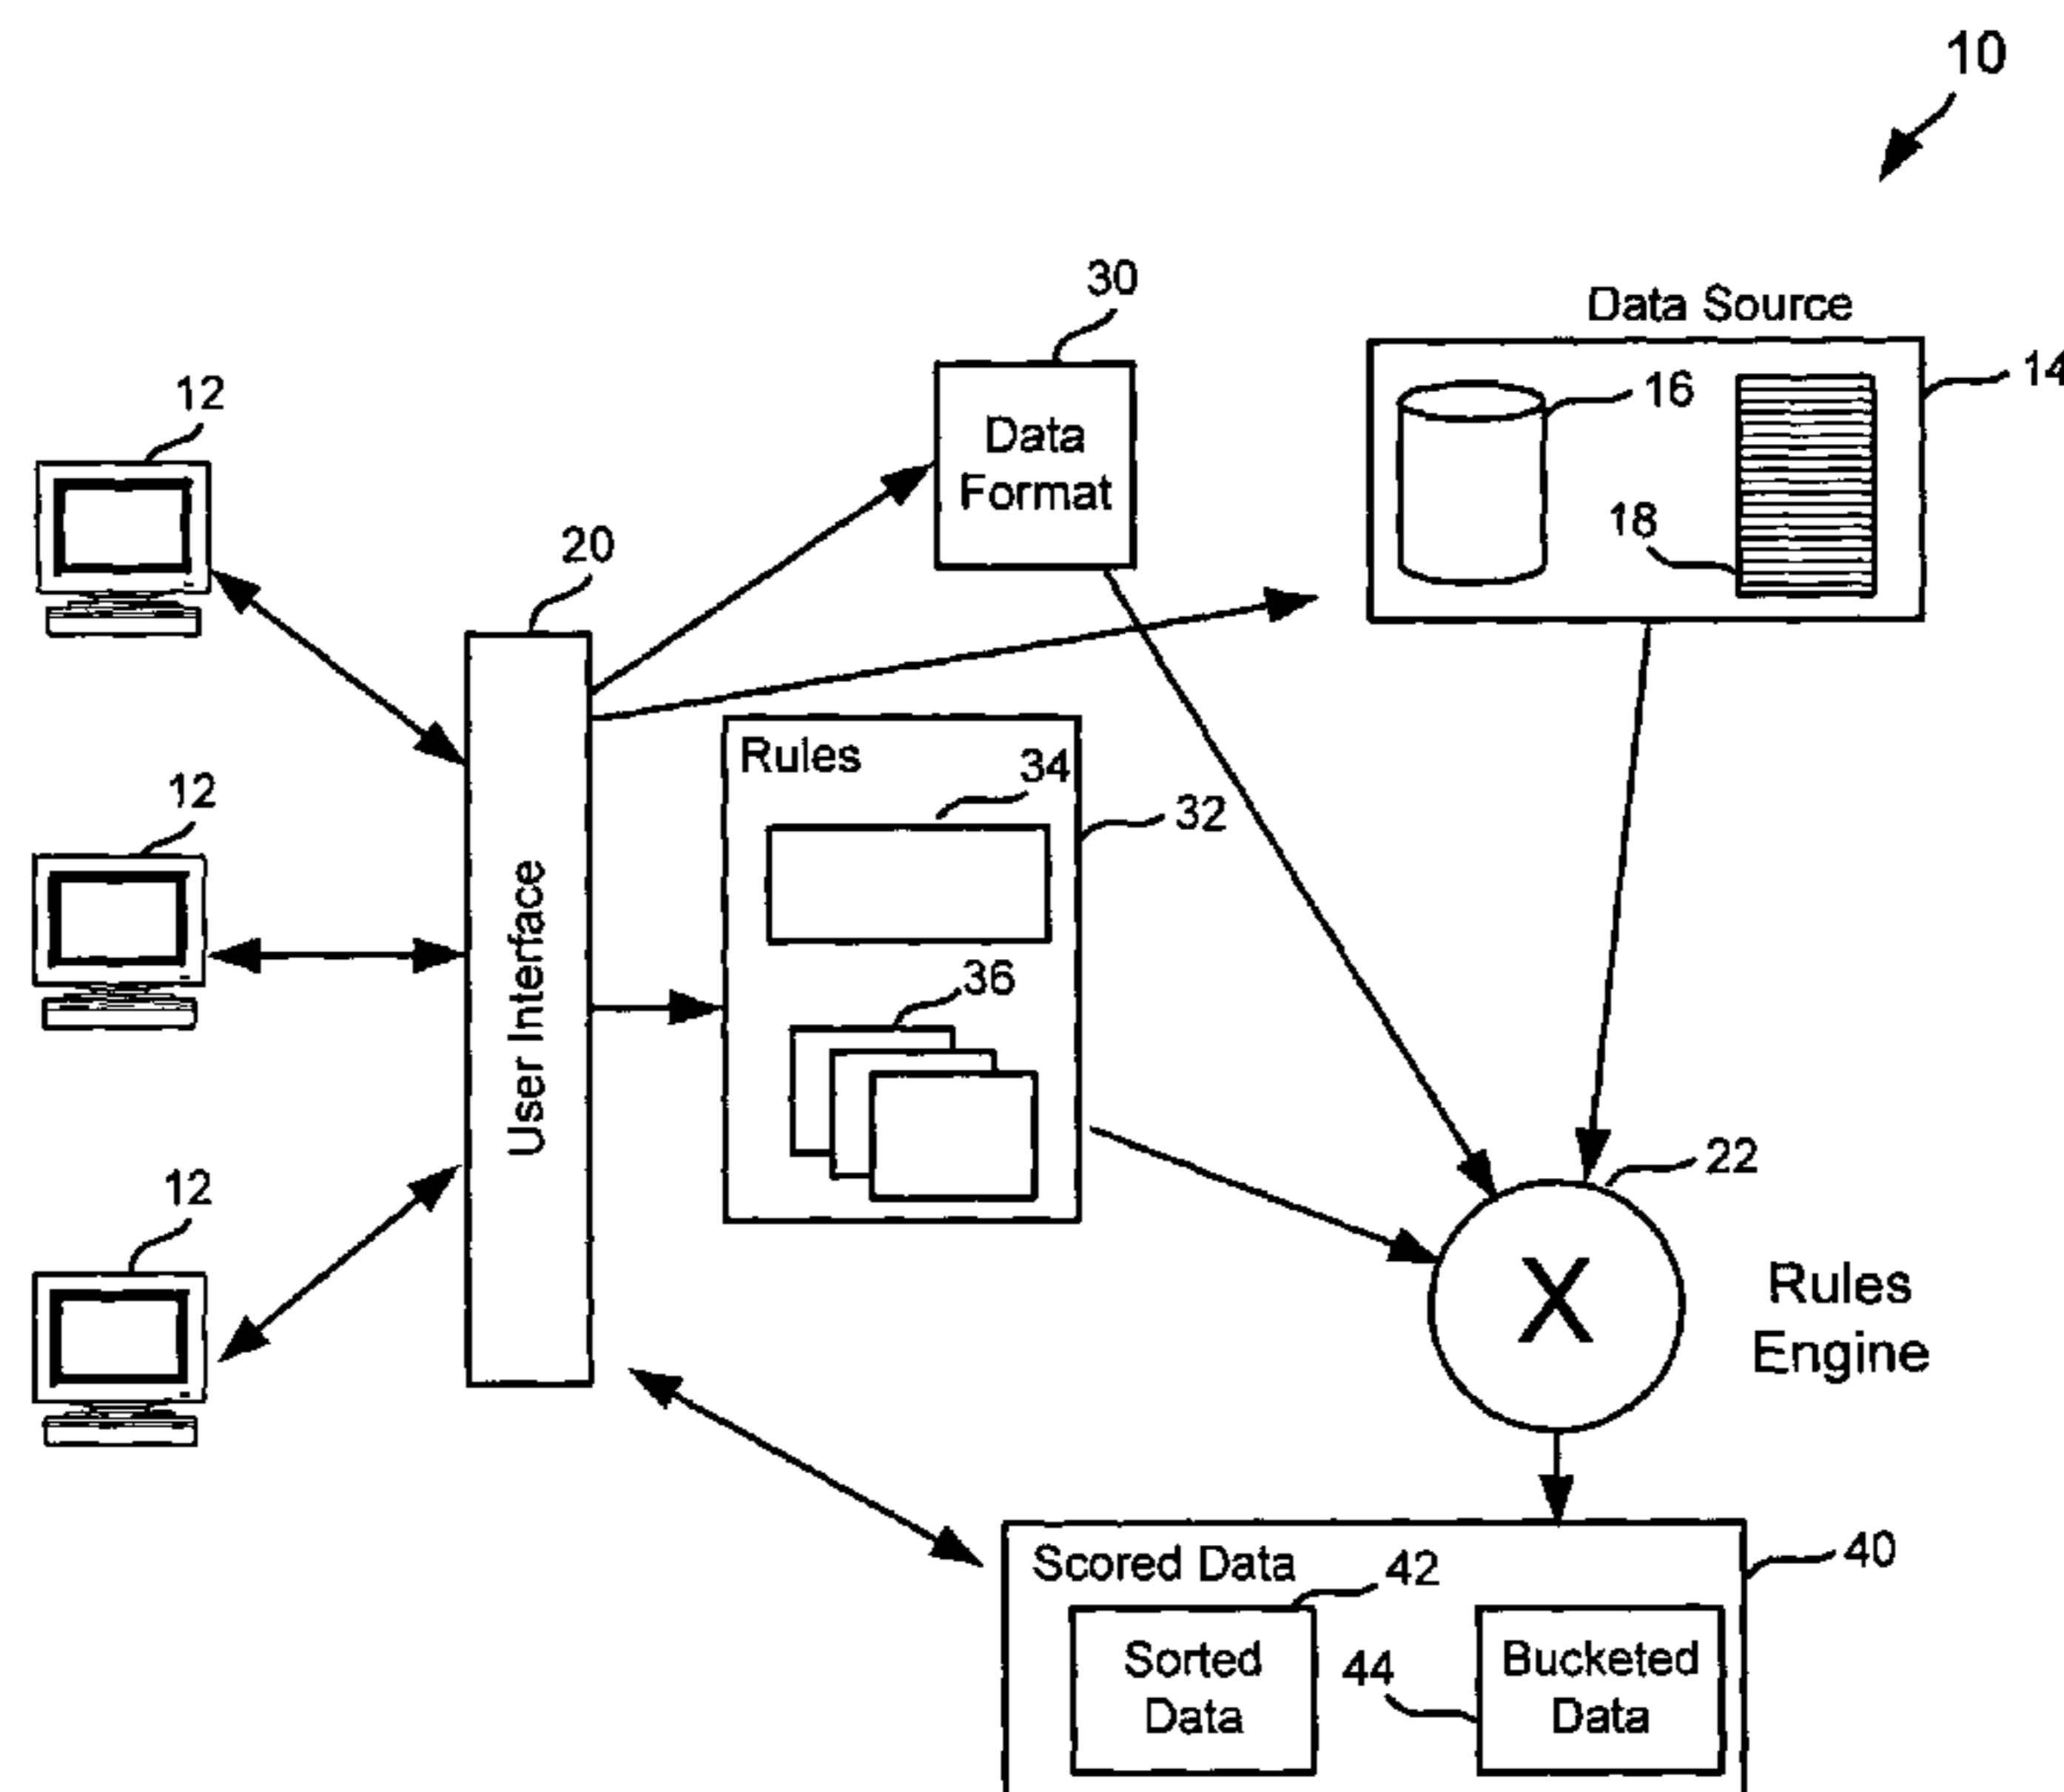 10
30
Data Source
14
16
18
Data
Format
12
20
12
12
User Interface
Rules
34
32
36
22
X
Rules
Engine
40
Scored Data
42
Sorted
Data
44
Bucketed
Data